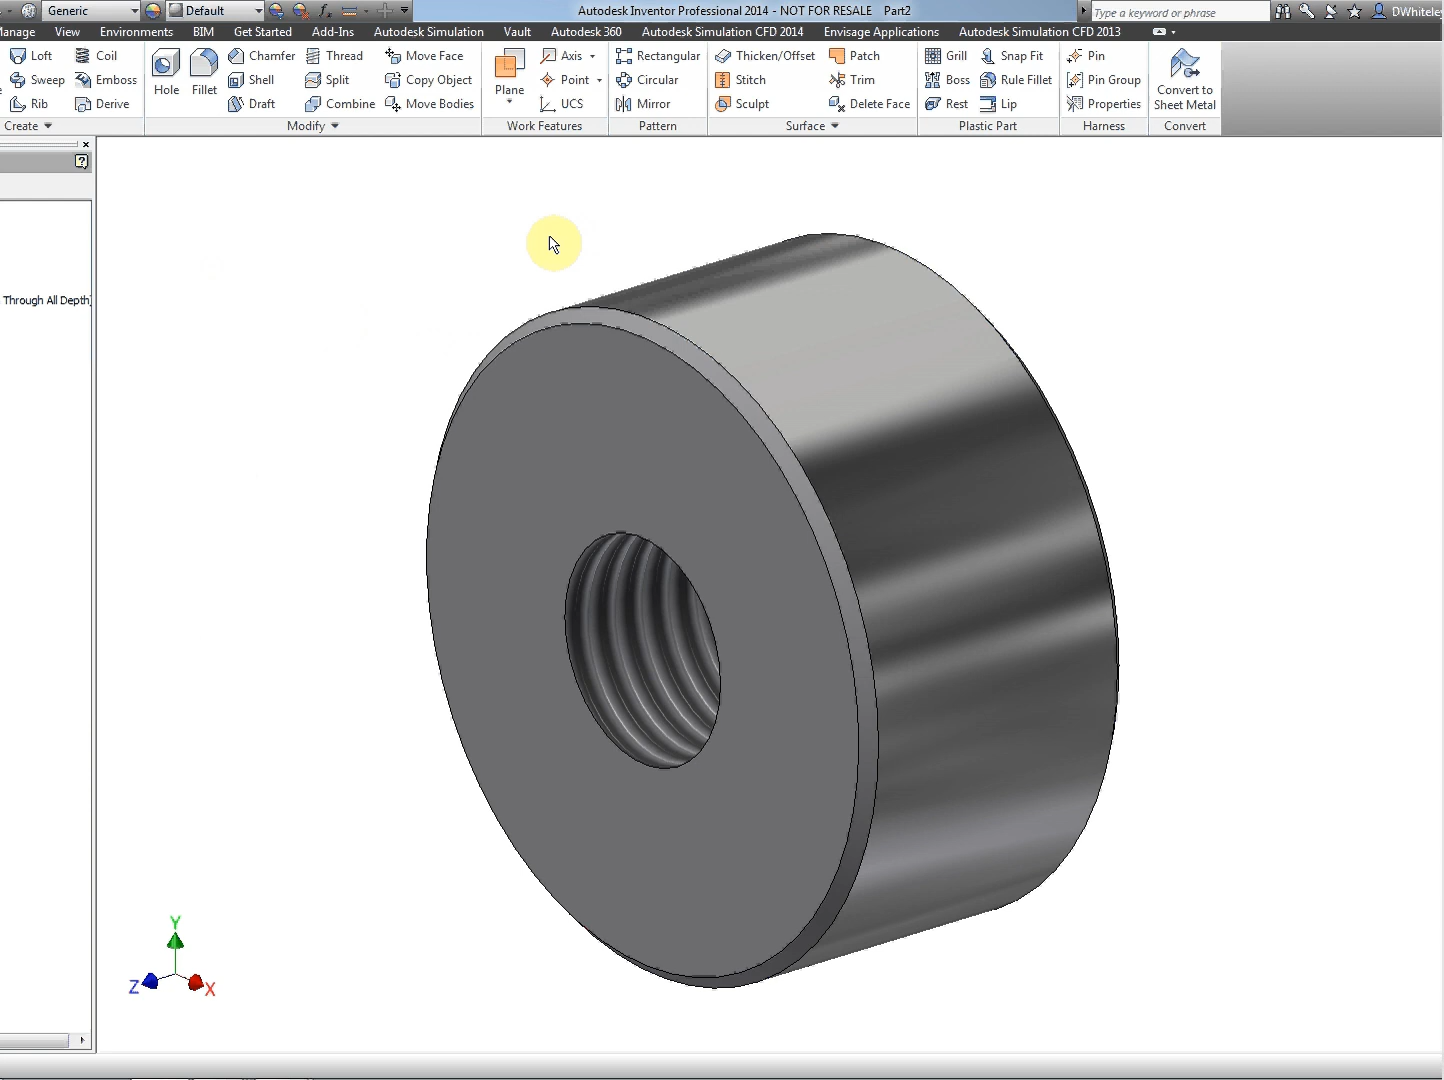 Generic Default Autodesk Inventor Professional 2014 - NOT FOR RESALE Part2 Type a keyword or phrase DWhiteley
Manage View Environments BIM Get Started Add-Ins Autodesk Simulation Vault Autodesk 360 Autodesk Simulation CFD 2014 Envisage Applications Autodesk Simulation CFD 2013
Loft Coil Chamfer Thread Move Face Axis Rectangular Thicken/Offset Patch Grill Snap Fit Pin
Sweep Emboss Shell Split Copy Object Point Circular Stitch Trim Boss Rule Fillet Pin Group
Hole Fillet Plane Convert to
Rib Derive Draft Combine Move Bodies UCS Mirror Sculpt Delete Face Rest Lip Properties Sheet Metal
Create Modify Work Features Pattern Surface Plastic Part Harness Convert
Through All Depth]
Y
Z X